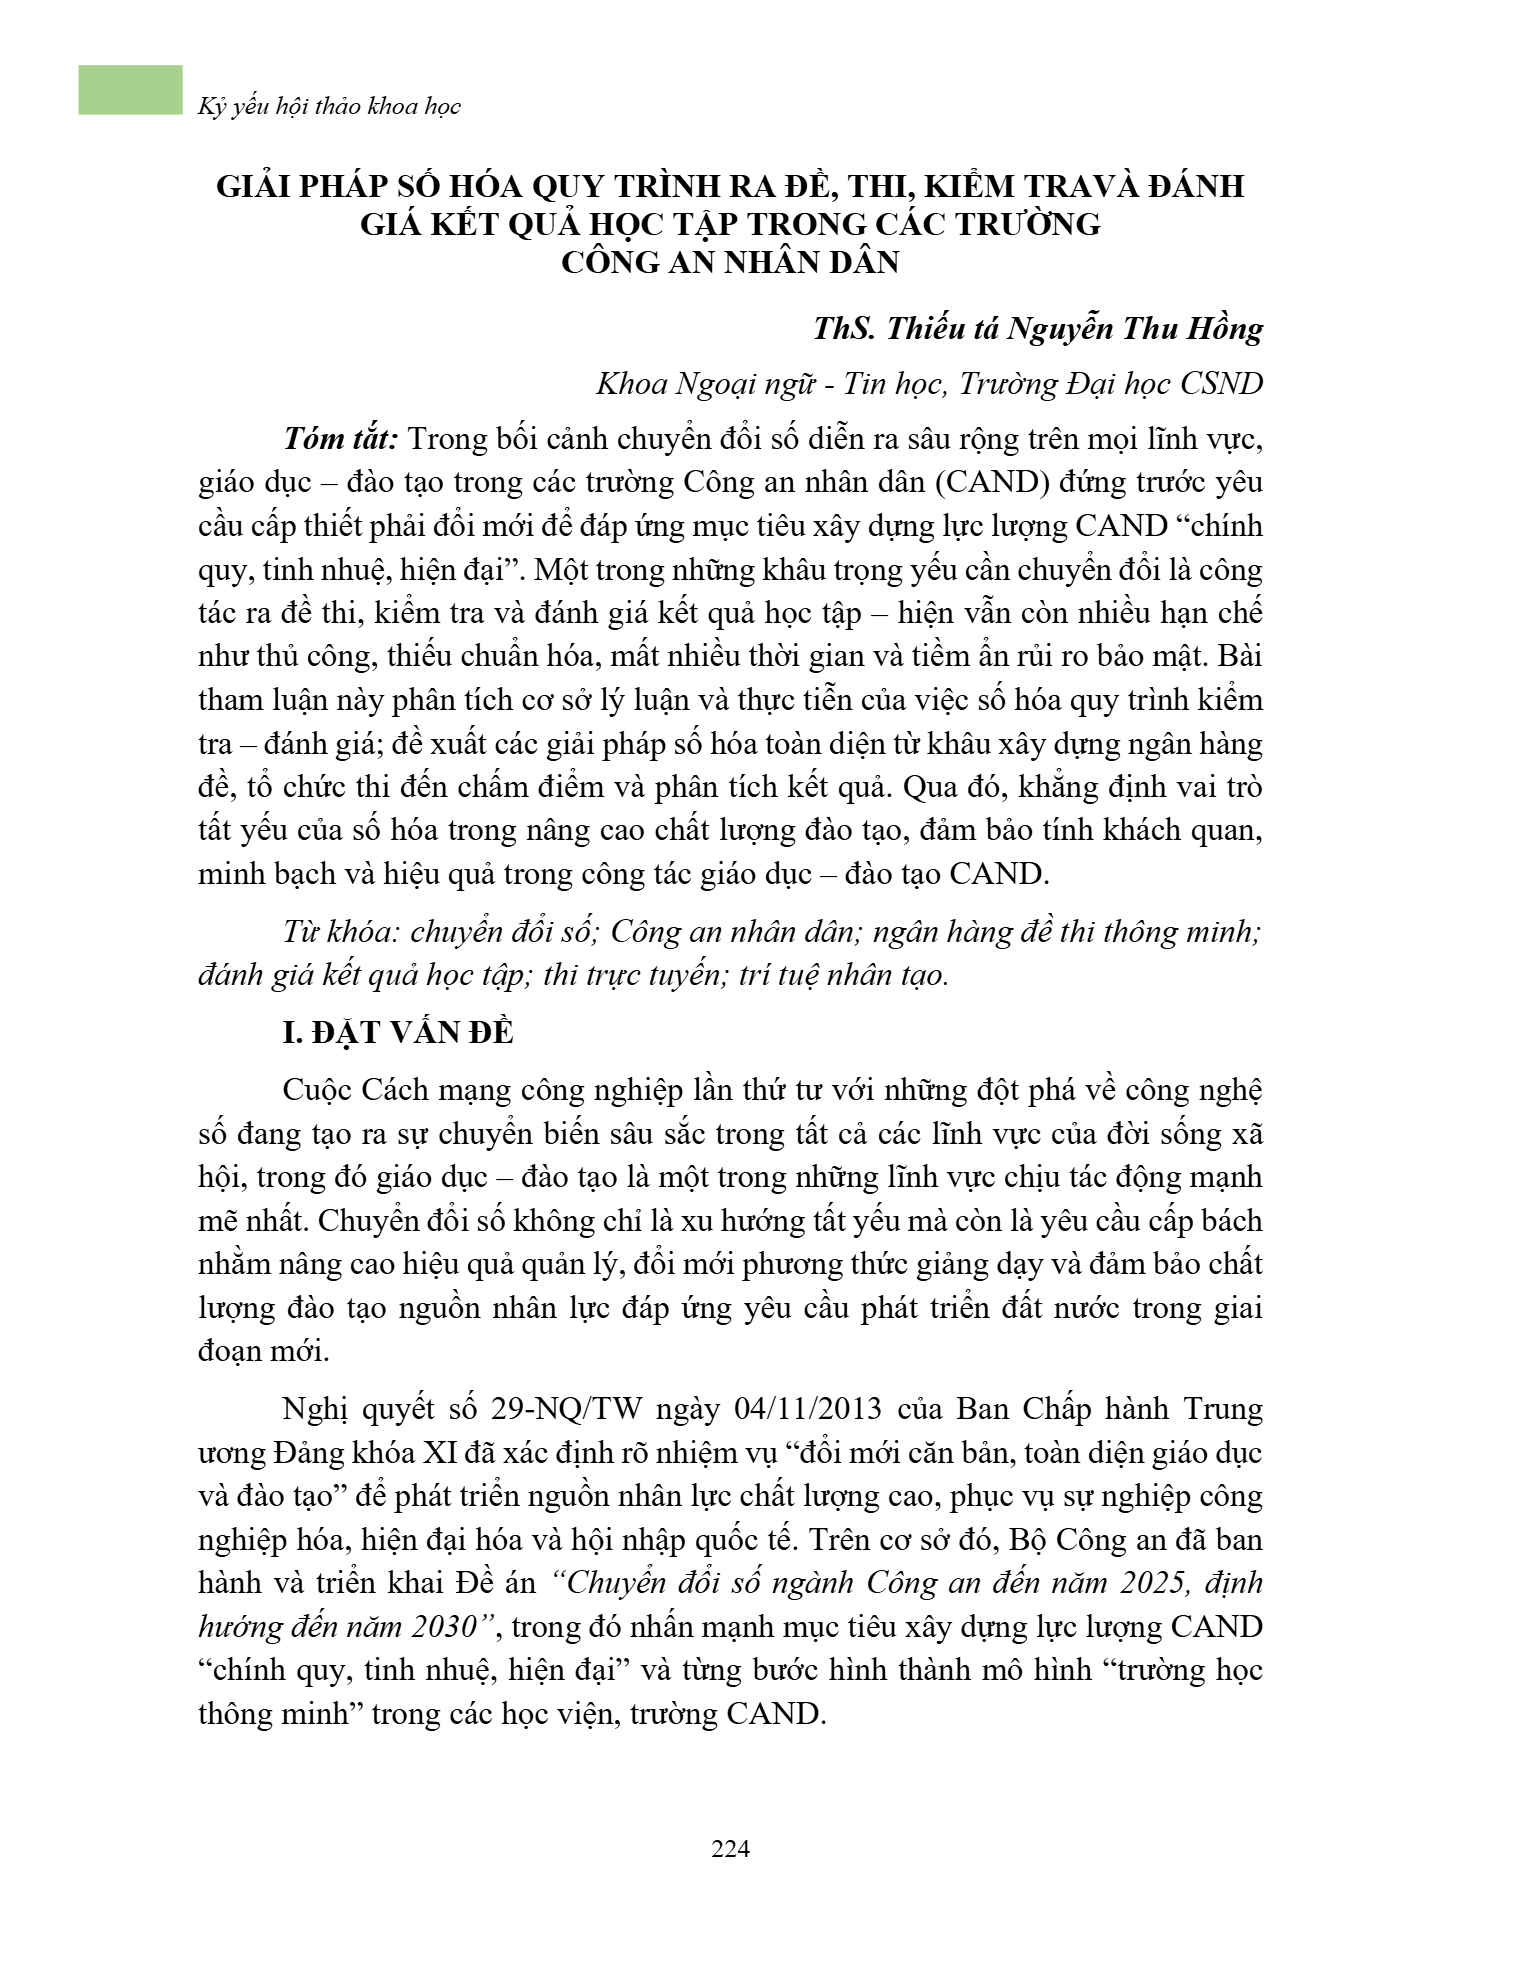 Kỷ yếu hội thảo khoa học
GIẢI PHÁP SỐ HÓA QUY TRÌNH RA ĐỀ, THI, KIỂM TRAVÀ ĐÁNH
GIÁ KẾT QUẢ HỌC TẬP TRONG CÁC TRƯỜNG
CÔNG AN NHÂN DÂN
ThS. Thiếu tá Nguyễn Thu Hồng
Khoa Ngoại ngữ - Tin học, Trường Đại học CSND
Tóm tắt: Trong bối cảnh chuyển đổi số diễn ra sâu rộng trên mọi lĩnh vực,
giáo dục – đào tạo trong các trường Công an nhân dân (CAND) đứng trước yêu
cầu cấp thiết phải đổi mới để đáp ứng mục tiêu xây dựng lực lượng CAND “chính
quy, tinh nhuệ, hiện đại”. Một trong những khâu trọng yếu cần chuyển đổi là công
tác ra đề thi, kiểm tra và đánh giá kết quả học tập – hiện vẫn còn nhiều hạn chế
như thủ công, thiếu chuẩn hóa, mất nhiều thời gian và tiềm ẩn rủi ro bảo mật. Bài
tham luận này phân tích cơ sở lý luận và thực tiễn của việc số hóa quy trình kiểm
tra – đánh giá; đề xuất các giải pháp số hóa toàn diện từ khâu xây dựng ngân hàng
đề, tổ chức thi đến chấm điểm và phân tích kết quả. Qua đó, khẳng định vai trò
tất yếu của số hóa trong nâng cao chất lượng đào tạo, đảm bảo tính khách quan,
minh bạch và hiệu quả trong công tác giáo dục – đào tạo CAND.
Từ khóa: chuyển đổi số; Công an nhân dân; ngân hàng đề thi thông minh;
đánh giá kết quả học tập; thi trực tuyến; trí tuệ nhân tạo.
I. ĐẶT VẤN ĐỀ
Cuộc Cách mạng công nghiệp lần thứ tư với những đột phá về công nghệ
số đang tạo ra sự chuyển biến sâu sắc trong tất cả các lĩnh vực của đời sống xã
hội, trong đó giáo dục – đào tạo là một trong những lĩnh vực chịu tác động mạnh
mẽ nhất. Chuyển đổi số không chỉ là xu hướng tất yếu mà còn là yêu cầu cấp bách
nhằm nâng cao hiệu quả quản lý, đổi mới phương thức giảng dạy và đảm bảo chất
lượng đào tạo nguồn nhân lực đáp ứng yêu cầu phát triển đất nước trong giai
đoạn mới.
Nghị quyết số 29-NQ/TW ngày 04/11/2013 của Ban Chấp hành Trung
ương Đảng khóa XI đã xác định rõ nhiệm vụ “đổi mới căn bản, toàn diện giáo dục
và đào tạo” để phát triển nguồn nhân lực chất lượng cao, phục vụ sự nghiệp công
nghiệp hóa, hiện đại hóa và hội nhập quốc tế. Trên cơ sở đó, Bộ Công an đã ban
hành và triển khai Đề án “Chuyển đổi số ngành Công an đến năm 2025, định
hướng đến năm 2030”, trong đó nhấn mạnh mục tiêu xây dựng lực lượng CAND
“chính quy, tinh nhuệ, hiện đại” và từng bước hình thành mô hình “trường học
thông minh” trong các học viện, trường CAND.
224